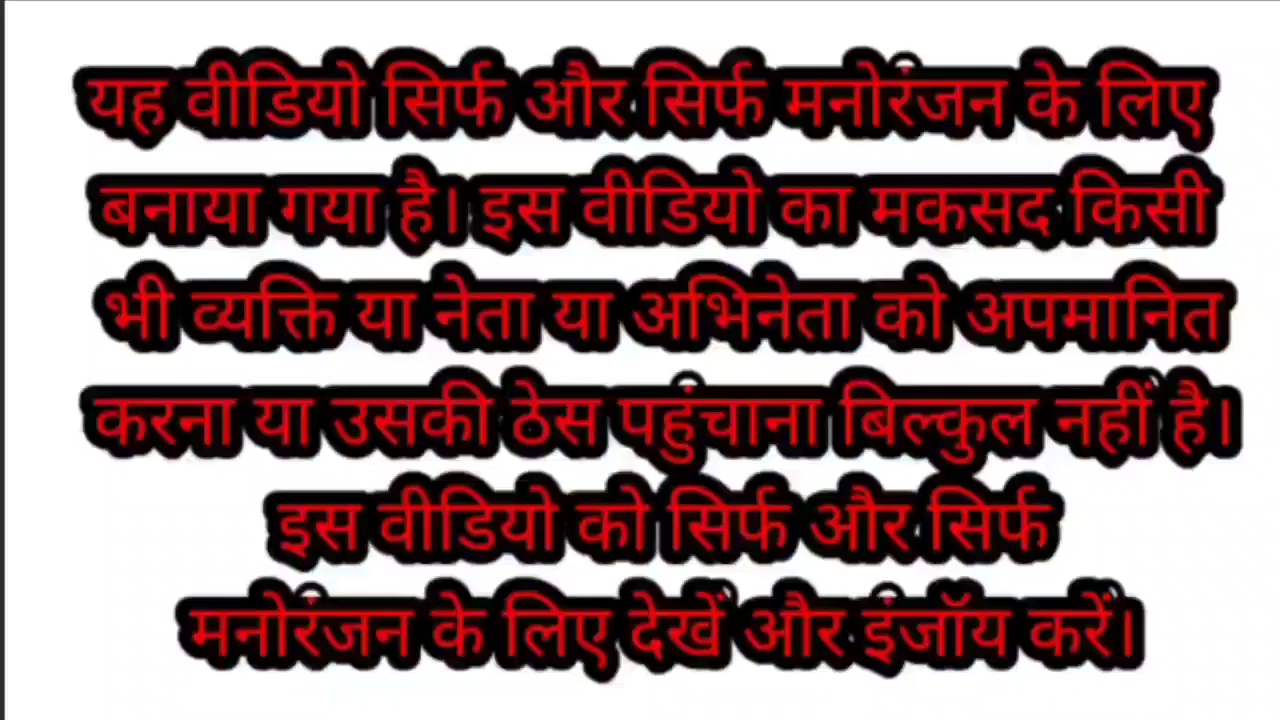 यह वीडियो सिर्फ और सिर्फ मनोरंजन के लिए
बनाया गया है। इस वीडियो का मकसद किसी
भी व्यक्ति या नेता या अभिनेता को अपमानित
करना या उसकी ठेस पहुंचाना बिल्कुल नहीं है।
इस वीडियो को सिर्फ और सिर्फ
मनोरंजन के लिए देखें और इंजॉय करें।